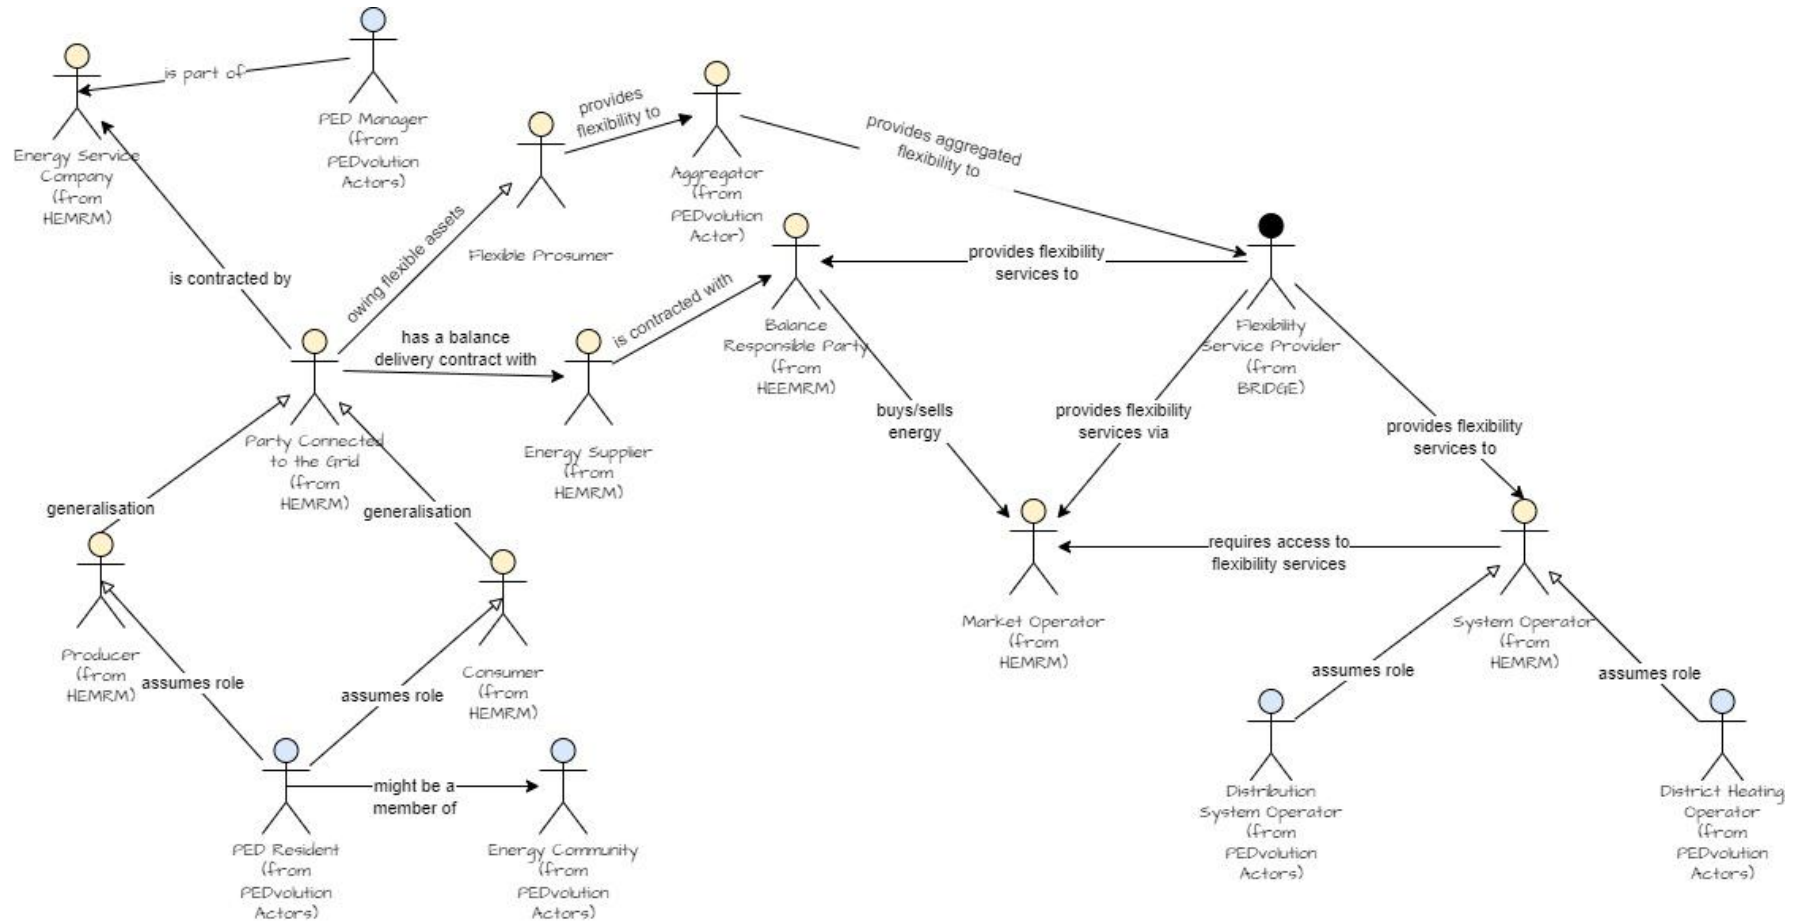 is part of
PED Manager
(from
PEDvolution
Actors)
Energy Service
Company
(from
HEMRM)
provides
flexibility to
Flexible Prosumer
Aggregator
(from
PEDvolution
Actor)
provides aggregated
flexibility to
is contracted by
owing flexible assets
has a balance
delivery contract with
is contracted with
provides flexibility
services to
Balance
Responsible Party
(from
HEEMRM)
Flexibility
Service Provider
(from
BRIDGE)
Party Connected
to the Grid
(from
HEMRM)
Energy Supplier
(from
HEMRM)
buys/sells
energy
provides flexibility
services via
provides flexibility
services to
generalisation
generalisation
requires access to
flexibility services
Producer
(from
HEMRM)
Consumer
(from
HEMRM)
Market Operator
(from
HEMRM)
System Operator
(from
HEMRM)
assumes role
assumes role
assumes role
assumes role
might be a
member of
PED Resident
(from
PEDvolution
Actors)
Energy Community
(from
PEDvolution
Actors)
Distribution
System Operator
(from
PEDvolution
Actors)
District Heating
Operator
(from
PEDvolution
Actors)